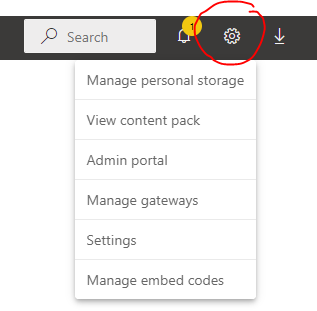 Search
1
Manage personal storage
View content pack
Admin portal
Manage gateways
Settings
Manage embed codes